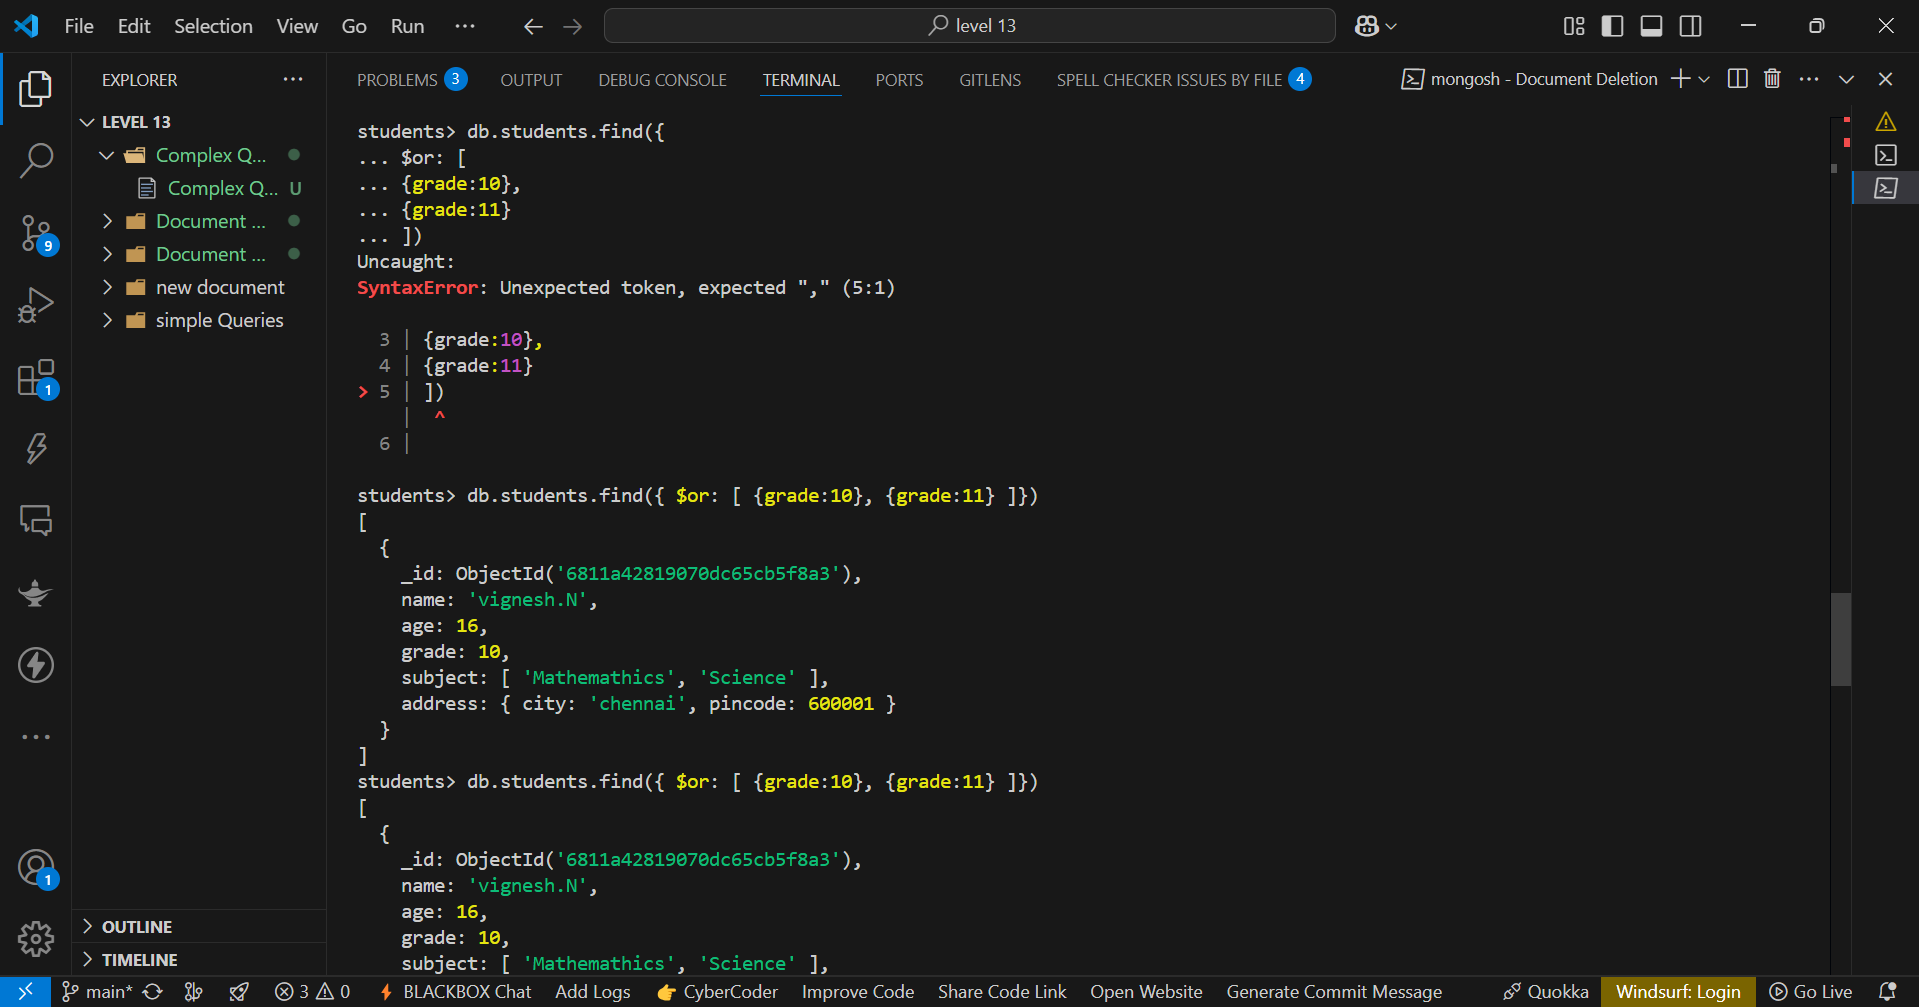 File Edit Selection View Go Run ··· level 13
EXPLORER ···
LEVEL 13
Complex Q...
Complex Q... U
Document ...
Document ...
new document
simple Queries
9
1
1
OUTLINE
TIMELINE
PROBLEMS 3 OUTPUT DEBUG CONSOLE TERMINAL PORTS GITLENS SPELL CHECKER ISSUES BY FILE 4 mongosh - Document Deletion ···
students> db.students.find({
... $or: [
... {grade:10},
... {grade:11}
... ])
Uncaught:
SyntaxError: Unexpected token, expected "," (5:1)
3 | {grade:10},
4 | {grade:11}
> 5 | ])
| ^
6 |
students> db.students.find({ $or: [ {grade:10}, {grade:11} ]})
[
{
_id: ObjectId('6811a42819070dc65cb5f8a3'),
name: 'vignesh.N',
age: 16,
grade: 10,
subject: [ 'Mathemathics', 'Science' ],
address: { city: 'chennai', pincode: 600001 }
}
]
students> db.students.find({ $or: [ {grade:10}, {grade:11} ]})
[
{
_id: ObjectId('6811a42819070dc65cb5f8a3'),
name: 'vignesh.N',
age: 16,
grade: 10,
subject: [ 'Mathemathics', 'Science' ],
main* 3 0 BLACKBOX Chat Add Logs CyberCoder Improve Code Share Code Link Open Website Generate Commit Message Quokka Windsurf: Login Go Live